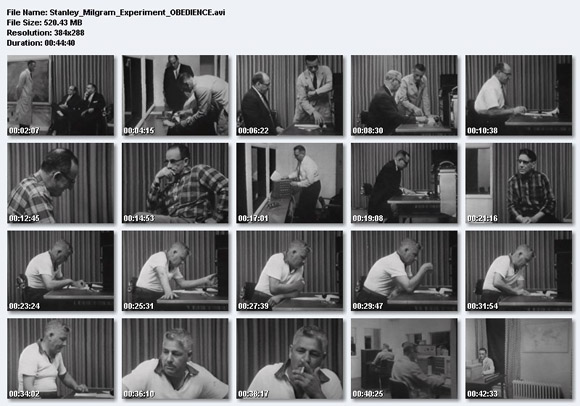 File Name: Stanley_Milgram_Experiment_OBEDIENCE.avi
File Size: 520.43 MB
Resolution: 384x288
Duration: 00:44:40
00:02:07 00:04:15 00:06:22 00:08:30 00:10:38
00:12:45 00:14:53 00:17:01 00:19:08 00:21:16
00:23:24 00:25:31 00:27:39 00:29:47 00:31:54
00:34:02 00:36:10 00:38:17 00:40:25 00:42:33